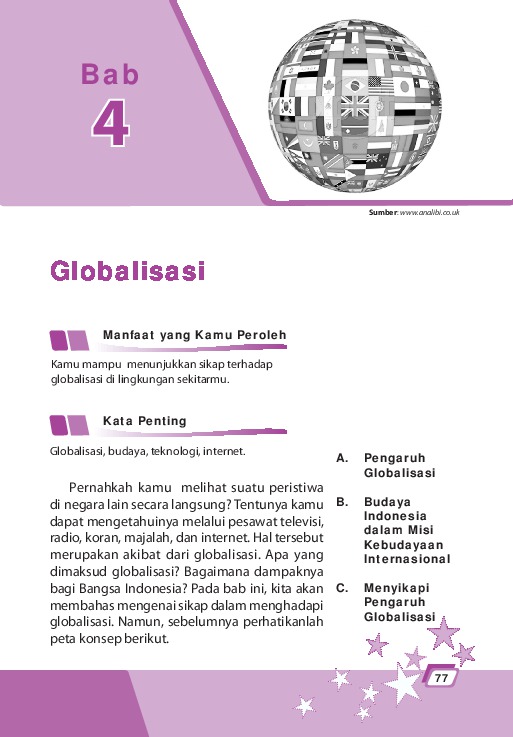 Bab
4
Sumber: www.analibi.co.uk
Globalisasi
Manfaat yang Kamu Peroleh
Kamu mampu menunjukkan sikap terhadap
globalisasi di lingkungan sekitarmu.
Kata Penting
Globalisasi, budaya, teknologi, internet.
Pernahkah kamu melihat suatu peristiwa
di negara lain secara langsung? Tentunya kamu
dapat mengetahuinya melalui pesawat televisi,
radio, koran, majalah, dan internet. Hal tersebut
merupakan akibat dari globalisasi. Apa yang
dimaksud globalisasi? Bagaimana dampaknya
bagi Bangsa Indonesia? Pada bab ini, kita akan
membahas mengenai sikap dalam menghadapi
globalisasi. Namun, sebelumnya perhatikanlah
peta konsep berikut.
A. Pengaruh
Globalisasi
B. Budaya
Indonesia
dalam Misi
Kebudayaan
Internasional
C. Menyikapi
Pengaruh
Globalisasi
77